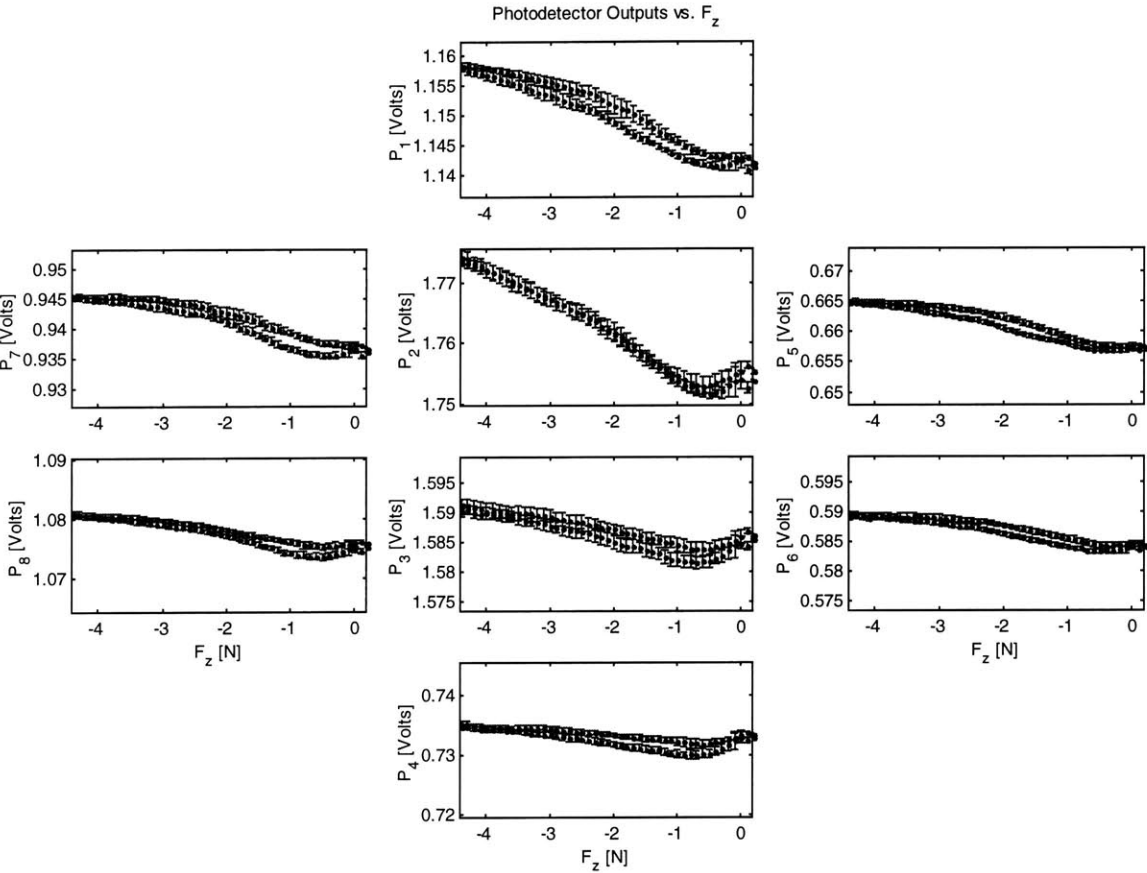 Photodetector Outputs vs. F_z
1.16
1.155
1.15
1.145
1.14
P_1 [Volts]
-4 -3 -2 -1 0
0.95
0.945
0.94
0.935
0.93
P_7 [Volts]
-4 -3 -2 -1 0
1.77
1.76
1.75
P_2 [Volts]
-4 -3 -2 -1 0
0.67
0.665
0.66
0.655
0.65
P_5 [Volts]
-4 -3 -2 -1 0
1.09
1.08
1.07
P_8 [Volts]
-4 -3 -2 -1 0
F_z [N]
1.595
1.59
1.585
1.58
1.575
P_3 [Volts]
-4 -3 -2 -1 0
0.595
0.59
0.585
0.58
0.575
P_6 [Volts]
-4 -3 -2 -1 0
F_z [N]
0.74
0.73
0.72
P_4 [Volts]
-4 -3 -2 -1 0
F_z [N]